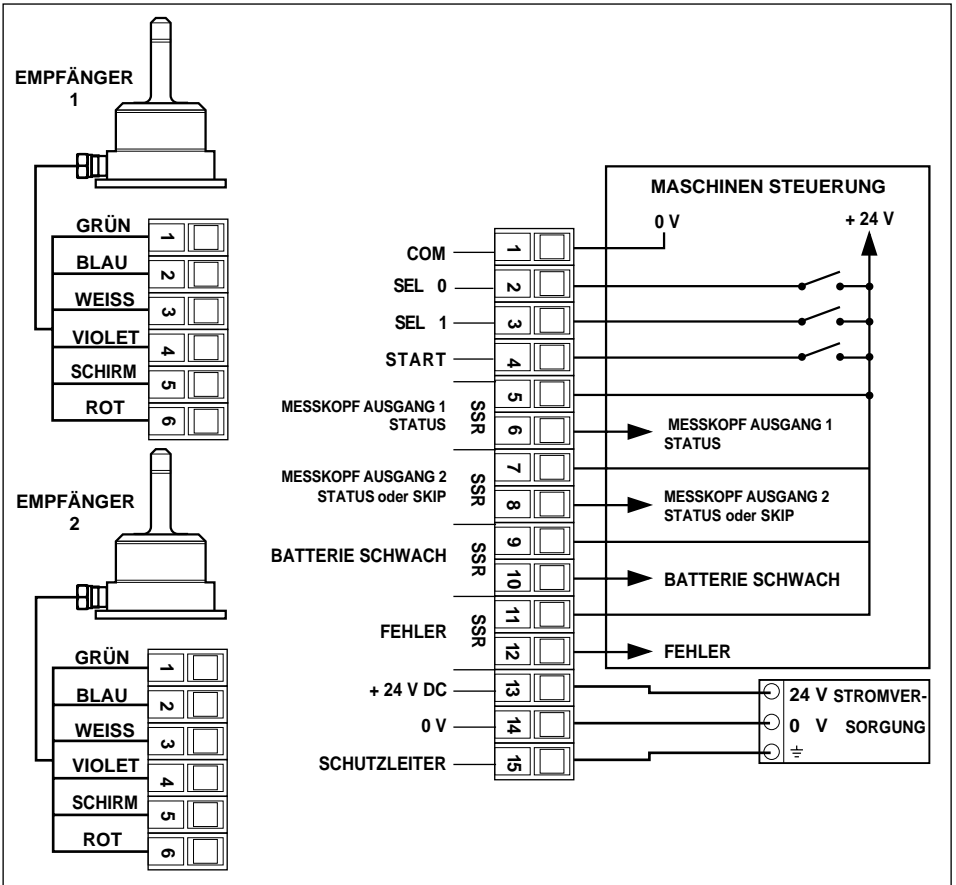 EMPFÄNGER
1
GRÜN
1
BLAU
2
WEISS
3
VIOLET
4
SCHIRM
5
ROT
6
EMPFÄNGER
2
GRÜN
1
BLAU
2
WEISS
3
VIOLET
4
SCHIRM
5
ROT
6
COM
1
SEL 0
2
SEL 1
3
START
4
MESSKOPF AUSGANG 1
STATUS
SSR
5
6
MESSKOPF AUSGANG 2
STATUS oder SKIP
SSR
7
8
BATTERIE SCHWACH
SSR
9
10
FEHLER
SSR
11
12
+ 24 V DC
13
0 V
14
SCHUTZLEITER
15
MASCHINEN STEUERUNG
0 V
+ 24 V
MESSKOPF AUSGANG 1
STATUS
MESSKOPF AUSGANG 2
STATUS oder SKIP
BATTERIE SCHWACH
FEHLER
24 V STROMVER-
0 V SORGUNG